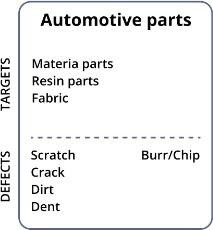 Automotive parts
TARGETS
Materia parts
Resin parts
Fabric
DEFECTS
Scratch Burr/Chip
Crack
Dirt
Dent